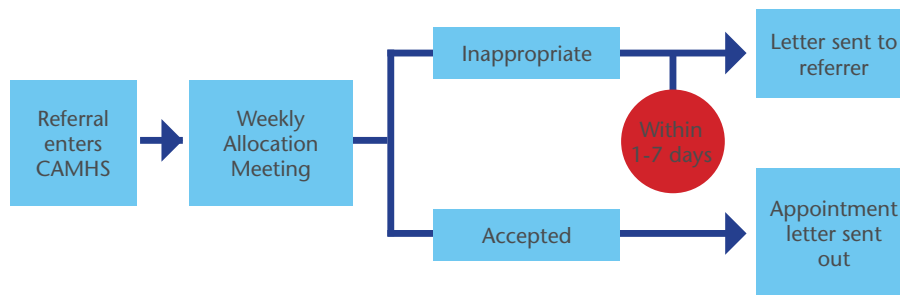 Referral
enters
CAMHS
Weekly
Allocation
Meeting
Inappropriate
Within
1-7 days
Letter sent to
referrer
Accepted
Appointment
letter sent
out